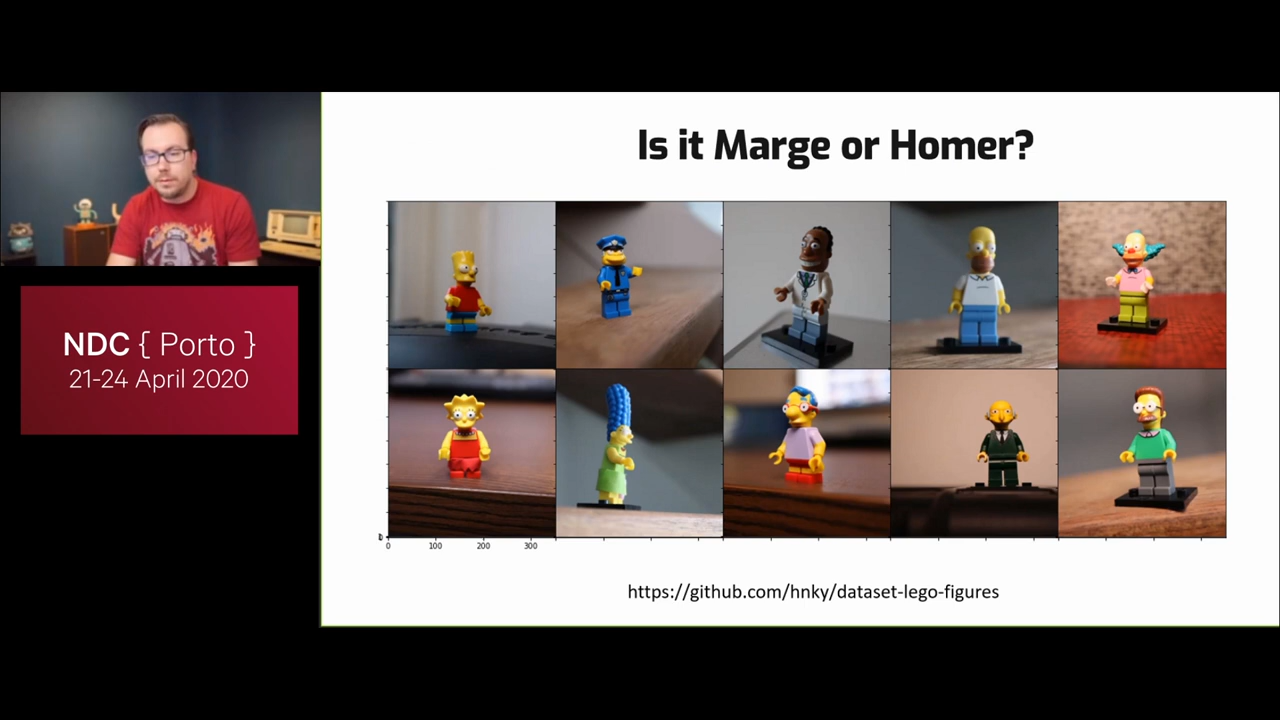 Is it Marge or Homer?
NDC { Porto }
21-24 April 2020
0
100
200
300
https://github.com/hnky/dataset-lego-figures